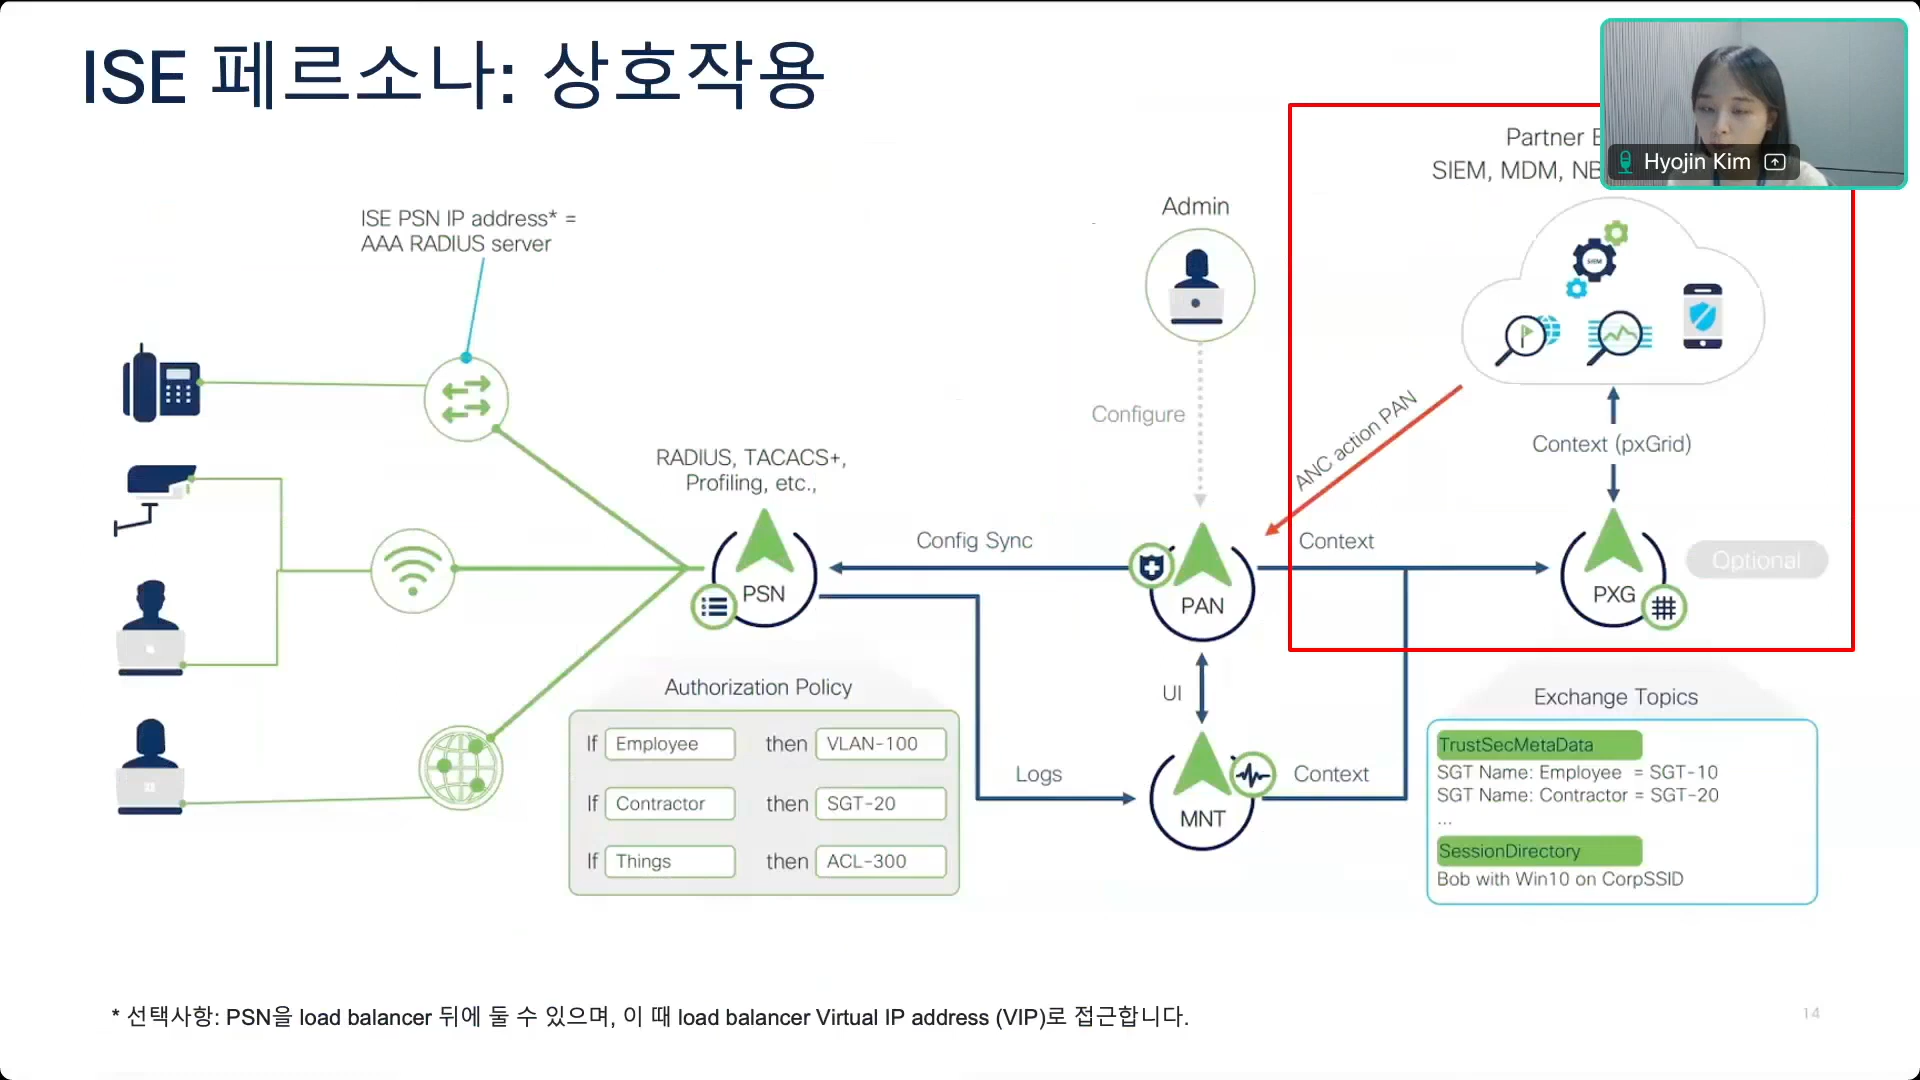 ISE 페르소나: 상호작용
Partner
SIEM, MDM,
Hyojin Kim
Admin
ISE PSN IP address* =
AAA RADIUS server
Configure
ANC action PAN
Context (pxGrid)
RADIUS, TACACS+,
Profiling, etc.,
Config Sync
Context
Optional
PSN
PAN
PXG
UI
Logs
Context
MNT
Authorization Policy
If Employee then VLAN-100
If Contractor then SGT-20
If Things then ACL-300
Exchange Topics
TrustSecMetaData
SGT Name: Employee = SGT-10
SGT Name: Contractor = SGT-20
...
SessionDirectory
Bob with Win10 on CorpSSID
* 선택사항: PSN을 load balancer 뒤에 둘 수 있으며, 이 때 load balancer Virtual IP address (VIP)로 접근합니다.
14